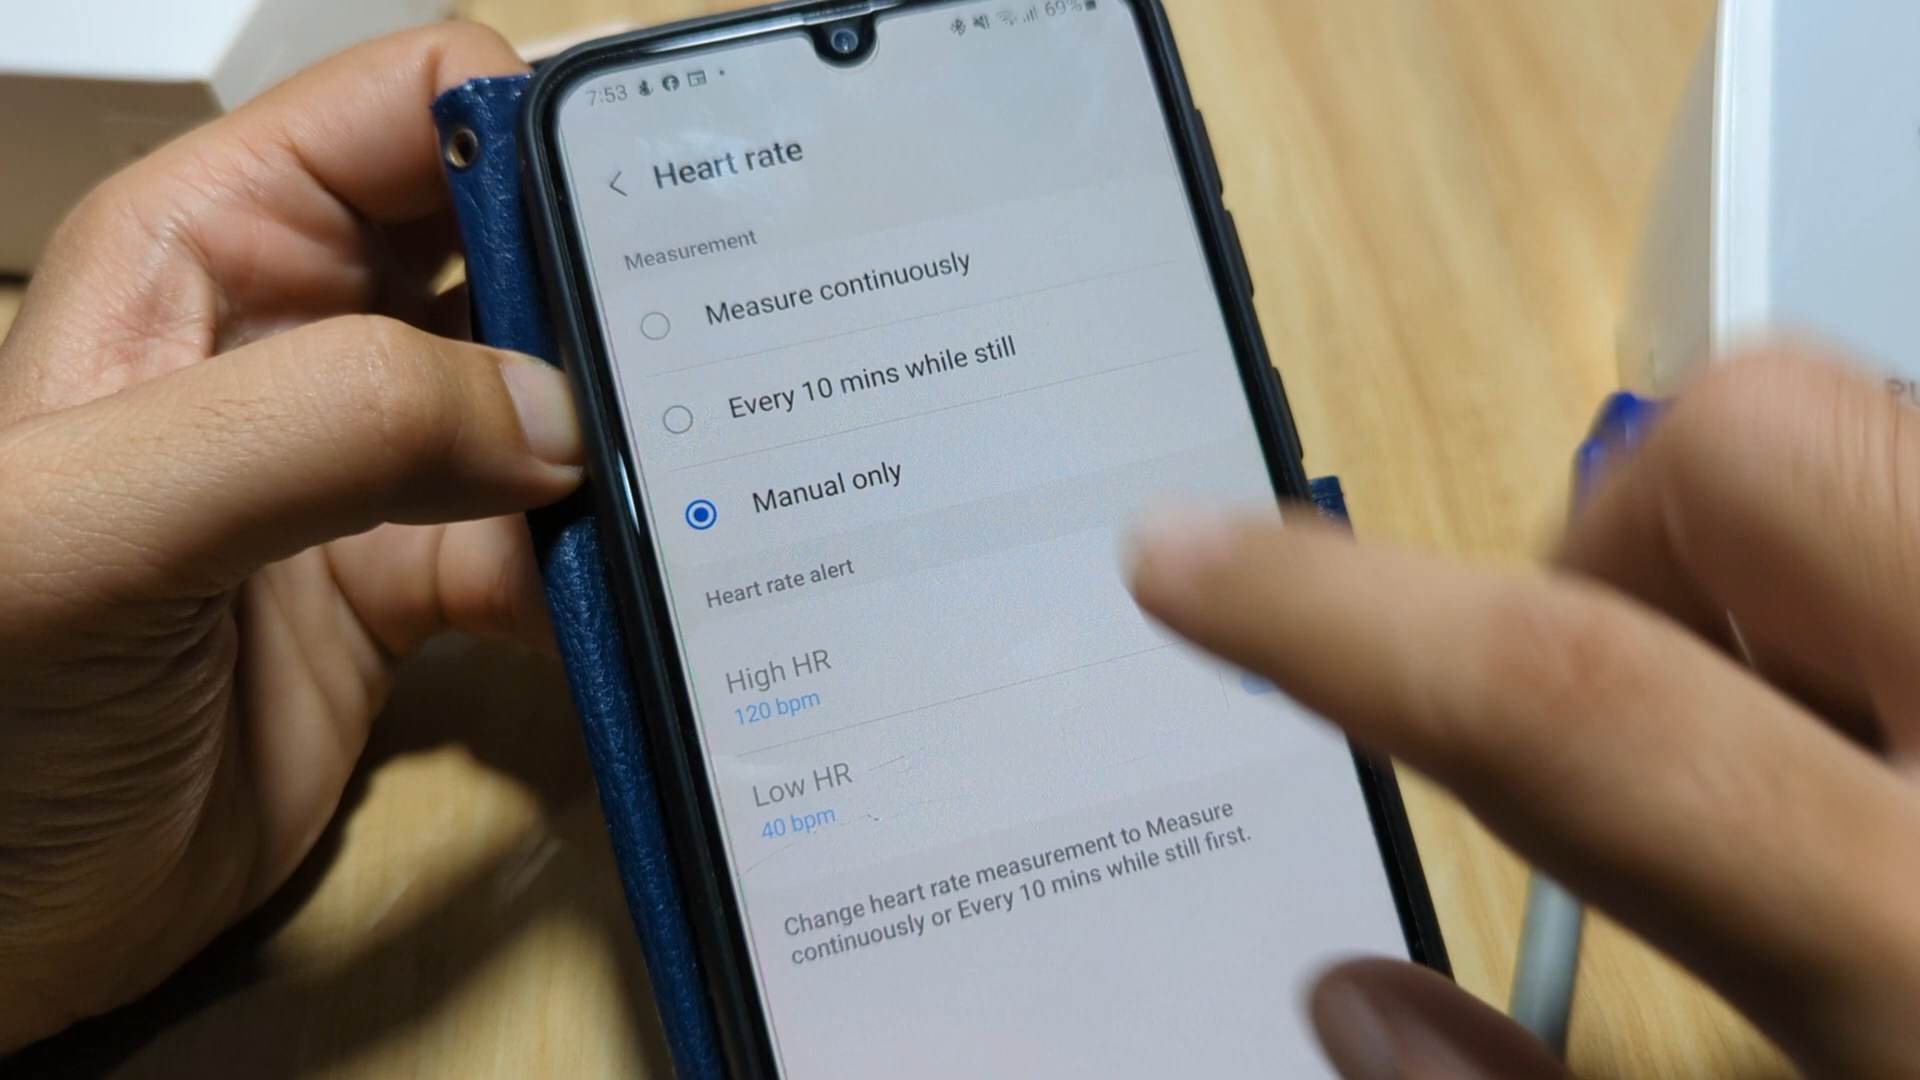 7:53
69%
Heart rate
Measurement
Measure continuously
Every 10 mins while still
Manual only
Heart rate alert
High HR
120 bpm
Low HR
40 bpm
Change heart rate measurement to Measure
continuously or Every 10 mins while still first.